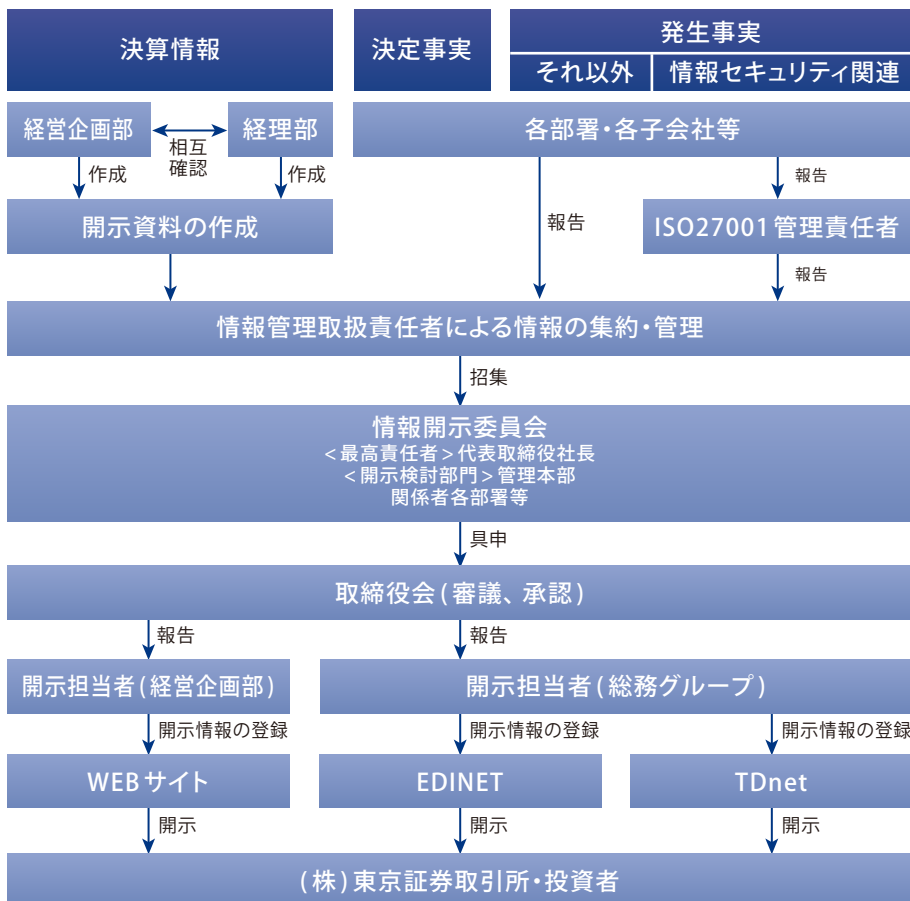 決算情報
決定事実
発生事実
それ以外
情報セキュリティ関連
経営企画部
経理部
相互
確認
各部署・各子会社等
作成
作成
報告
開示資料の作成
報告
ISO27001管理責任者
報告
情報管理取扱責任者による情報の集約・管理
招集
情報開示委員会
<最高責任者>代表取締役社長
<開示検討部門>管理本部
関係者各部署等
具申
取締役会(審議、承認)
報告
報告
開示担当者(経営企画部)
開示担当者(総務グループ)
開示情報の登録
開示情報の登録
開示情報の登録
WEBサイト
EDINET
TDnet
開示
開示
開示
(株)東京証券取引所・投資者